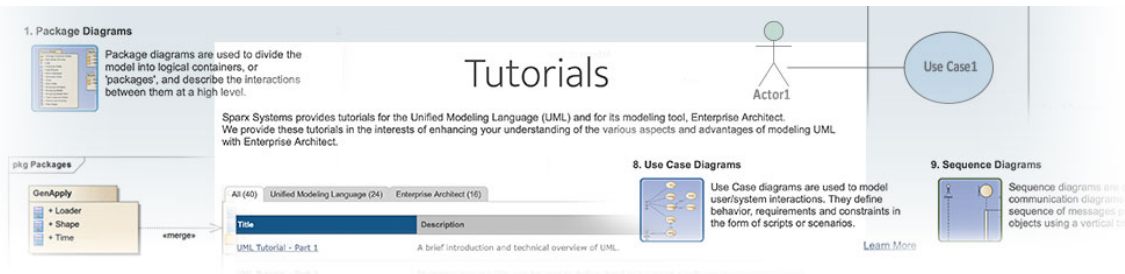 1. Package Diagrams
Package diagrams are used to divide the
model into logical containers, or
'packages', and describe the interactions
between them at a high level.
Tutorials
Actor1
Use Case1
Sparx Systems provides tutorials for the Unified Modeling Language (UML) and for its modeling tool, Enterprise Architect.
We provide these tutorials in the interests of enhancing your understanding of the various aspects and advantages of modeling UML
with Enterprise Architect.
pkg Packages
GenApply
+ Loader
+ Shape
+ Time
«merge»
All (40)
Unified Modeling Language (24)
Enterprise Architect (16)
Title
Description
UML Tutorial - Part 1
A brief introduction and technical overview of UML.
8. Use Case Diagrams
Use Case diagrams are used to model
user/system interactions. They define
behavior, requirements and constraints in
the form of scripts or scenarios.
Learn More
9. Sequence Diagrams
Sequence diagrams are
communication diagrams
sequence of messages
objects using a vertical